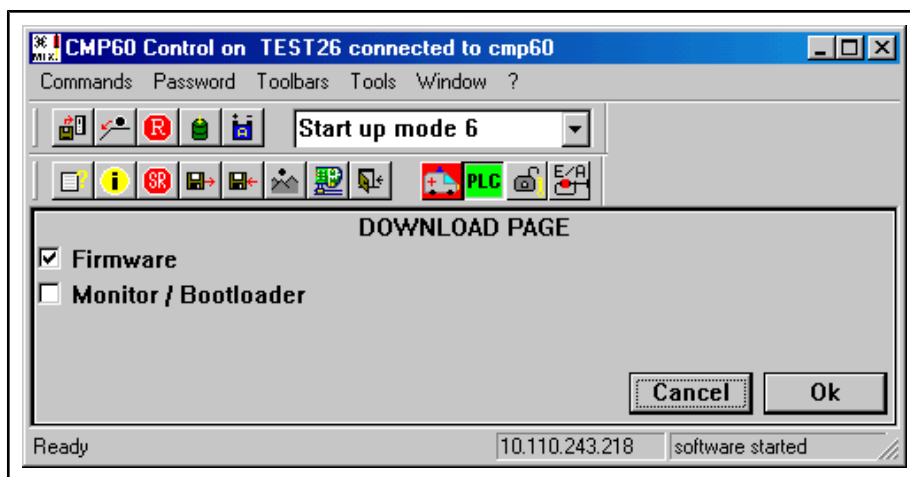 CMP60 Control on TEST26 connected to cmp60
Commands Password Toolbars Tools Window ?
R Start up mode 6
? i SR PLC E/A
DOWNLOAD PAGE
Firmware
Monitor / Bootloader
Cancel Ok
Ready 10.110.243.218 software started